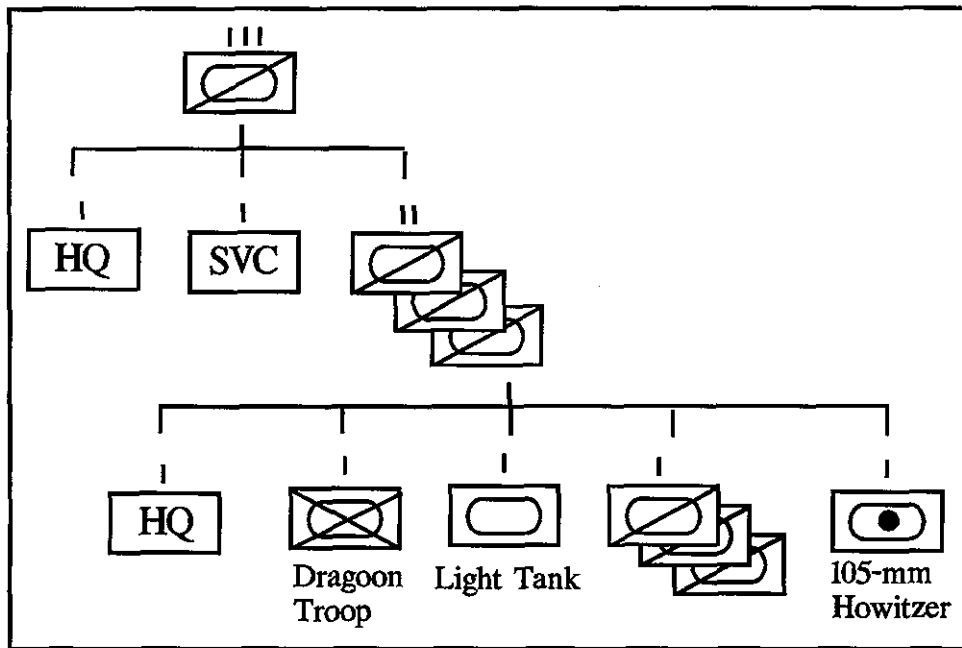 HQ
SVC
HQ
Dragoon
Troop
Light Tank
105-mm
Howitzer